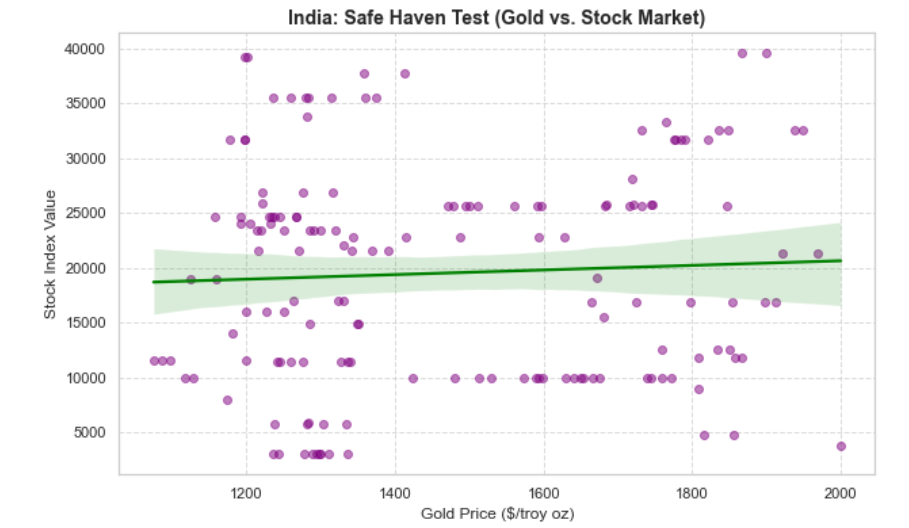 India: Safe Haven Test (Gold vs. Stock Market)
40000
35000
30000
25000
20000
15000
10000
5000
Stock Index Value
1200 1400 1600 1800 2000
Gold Price ($/troy oz)